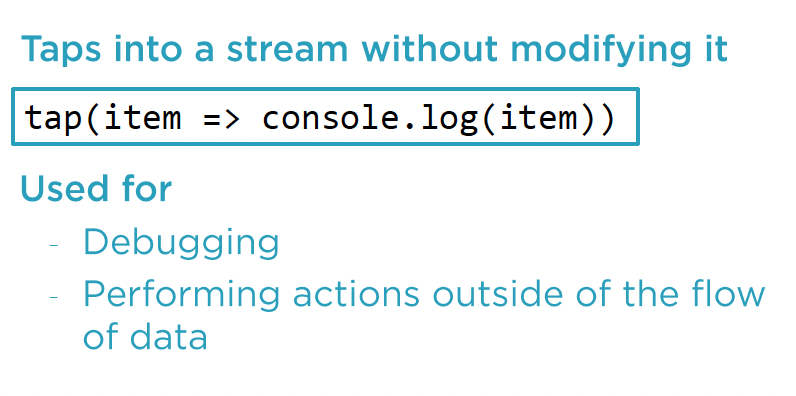 Taps into a stream without modifying it
tap(item => console.log(item))
Used for
- Debugging
- Performing actions outside of the flow
of data